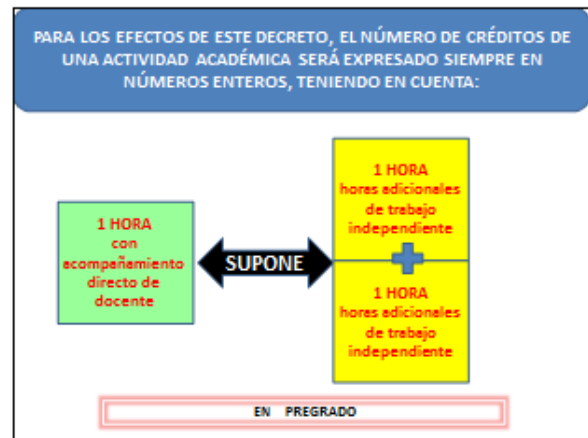 PARA LOS EFECTOS DE ESTE DECRETO, EL NÚMERO DE CRÉDITOS DE
UNA ACTIVIDAD ACADÉMICA SERÁ EXPRESADO SIEMPRE EN
NÚMEROS ENTEROS, TENIENDO EN CUENTA:
1 HORA
con
acompañamiento
directo de
docente
SUPONE
1 HORA
horas adicionales
de trabajo
independiente
1 HORA
horas adicionales
de trabajo
independiente
EN PREGRADO